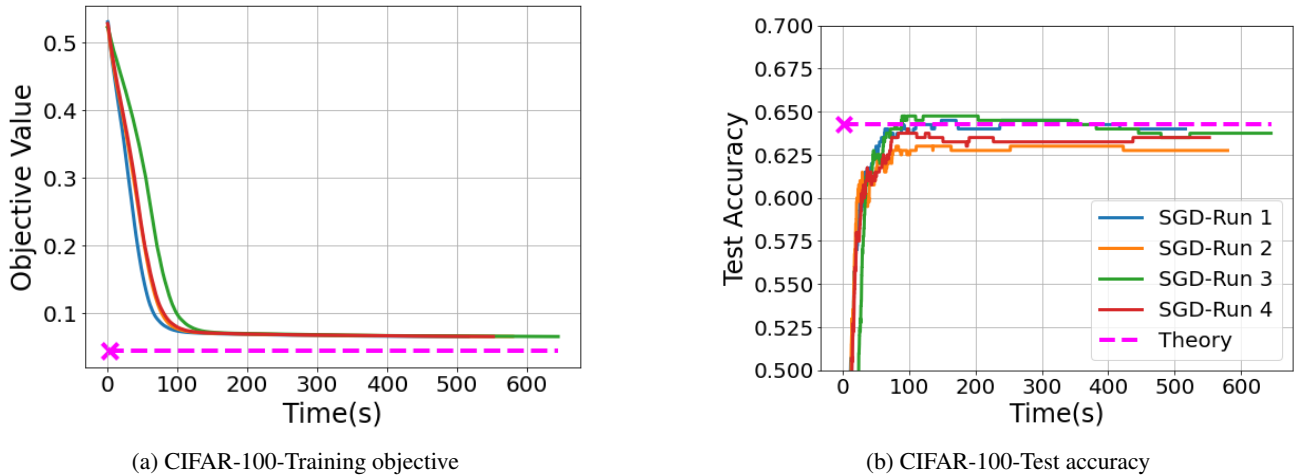 Objective Value
0.5
0.4
0.3
0.2
0.1
0 100 200 300 400 500 600
Time(s)
(a) CIFAR-100-Training objective
Test Accuracy
0.700
0.675
0.650
0.625
0.600
0.575
0.550
0.525
0.500
SGD-Run 1
SGD-Run 2
SGD-Run 3
SGD-Run 4
Theory
0 100 200 300 400 500 600
Time(s)
(b) CIFAR-100-Test accuracy